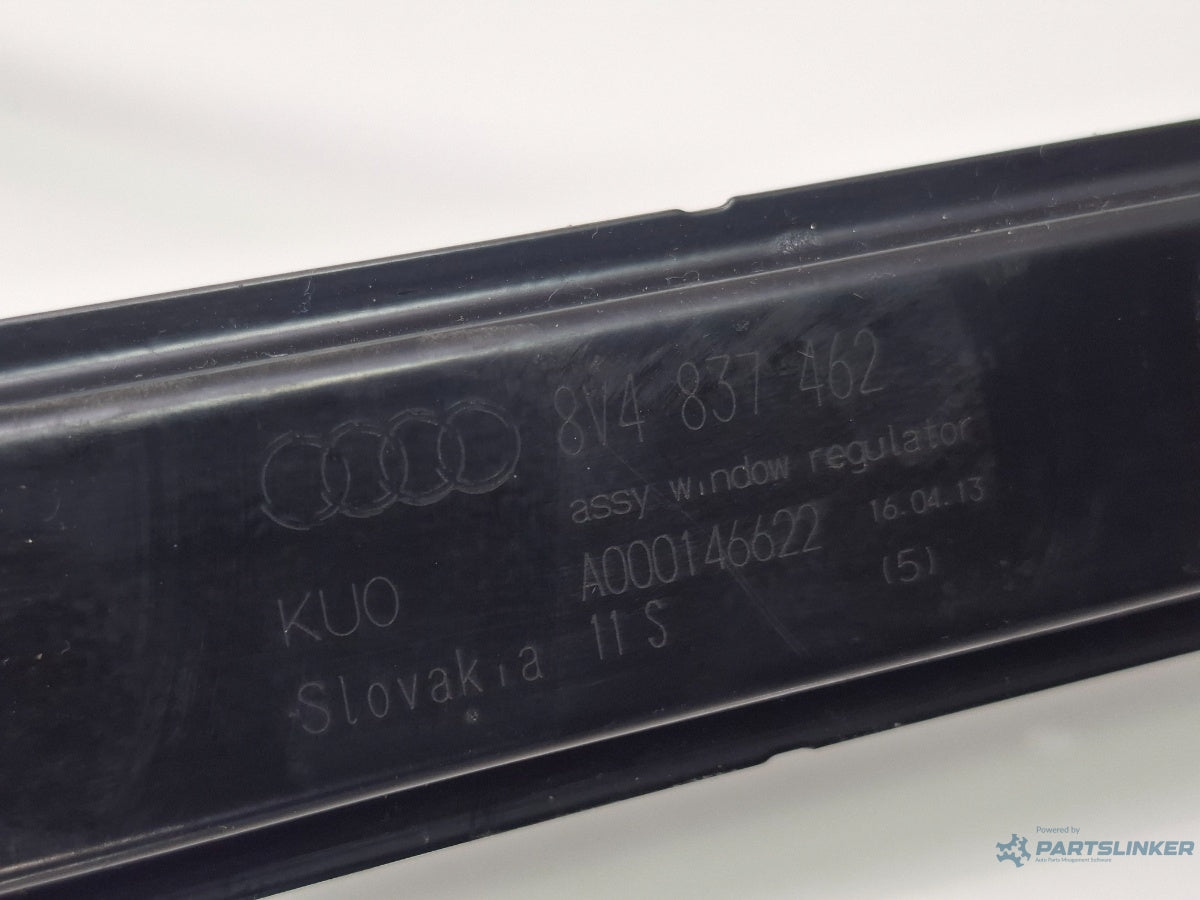 8V4 837 462
assy window regulator
A000146622 16.04.13
KUO 11 S (5)
Slovakia
Powered by
PARTSLINKER
Auto Parts Mnagement Software